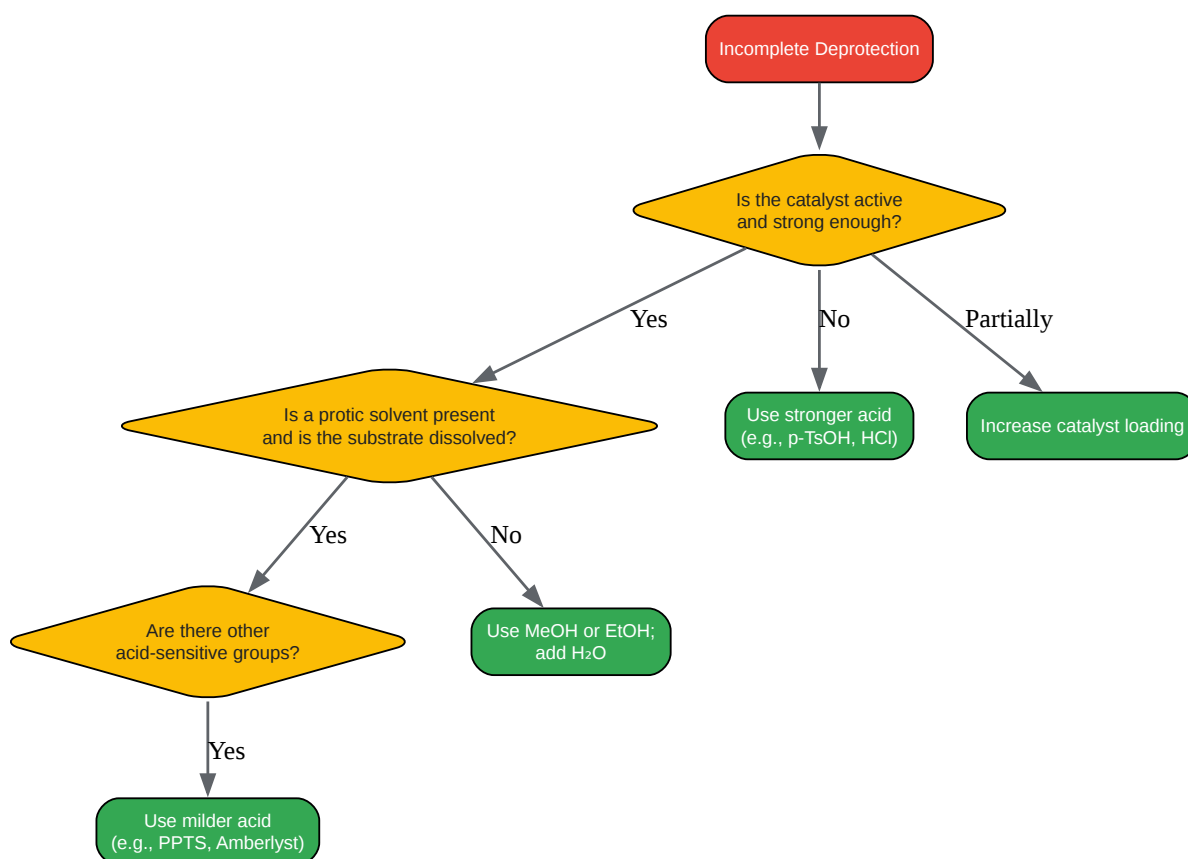 Incomplete Deprotection
Is the catalyst active
and strong enough?
Yes
No
Partially
Is a protic solvent present
and is the substrate dissolved?
Use stronger acid
(e.g., p-TsOH, HCl)
Increase catalyst loading
Yes
No
Are there other
acid-sensitive groups?
Use MeOH or EtOH;
add H₂O
Yes
Use milder acid
(e.g., PPTS, Amberlyst)